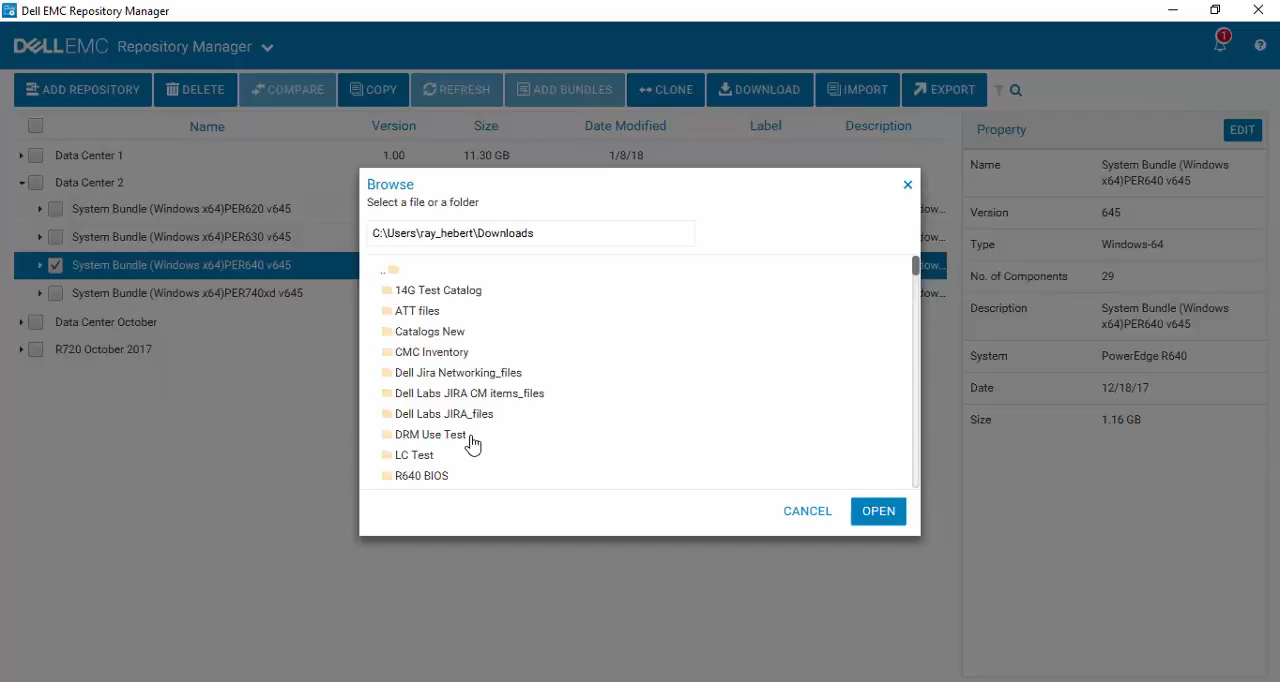 Dell EMC Repository Manager
DELL EMC Repository Manager
1
?
ADD REPOSITORY DELETE COMPARE COPY REFRESH ADD BUNDLES CLONE DOWNLOAD IMPORT EXPORT
Name Version Size Date Modified Label Description
Data Center 1 1.00 11.30 GB 1/8/18
Data Center 2
System Bundle (Windows x64)PER620 v645
System Bundle (Windows x64)PER630 v645
System Bundle (Windows x64)PER640 v645
System Bundle (Windows x64)PER740xd v645
Data Center October
R720 October 2017
Browse
Select a file or a folder
C:\Users\ray_hebert\Downloads
..
14G Test Catalog
ATT files
Catalogs New
CMC Inventory
Dell Jira Networking_files
Dell Labs JIRA CM items_files
Dell Labs JIRA_files
DRM Use Test
LC Test
R640 BIOS
CANCEL OPEN
Property EDIT
Name System Bundle (Windows
x64)PER640 v645
Version 645
Type Windows-64
No. of Components 29
Description System Bundle (Windows
x64)PER640 v645
System PowerEdge R640
Date 12/18/17
Size 1.16 GB